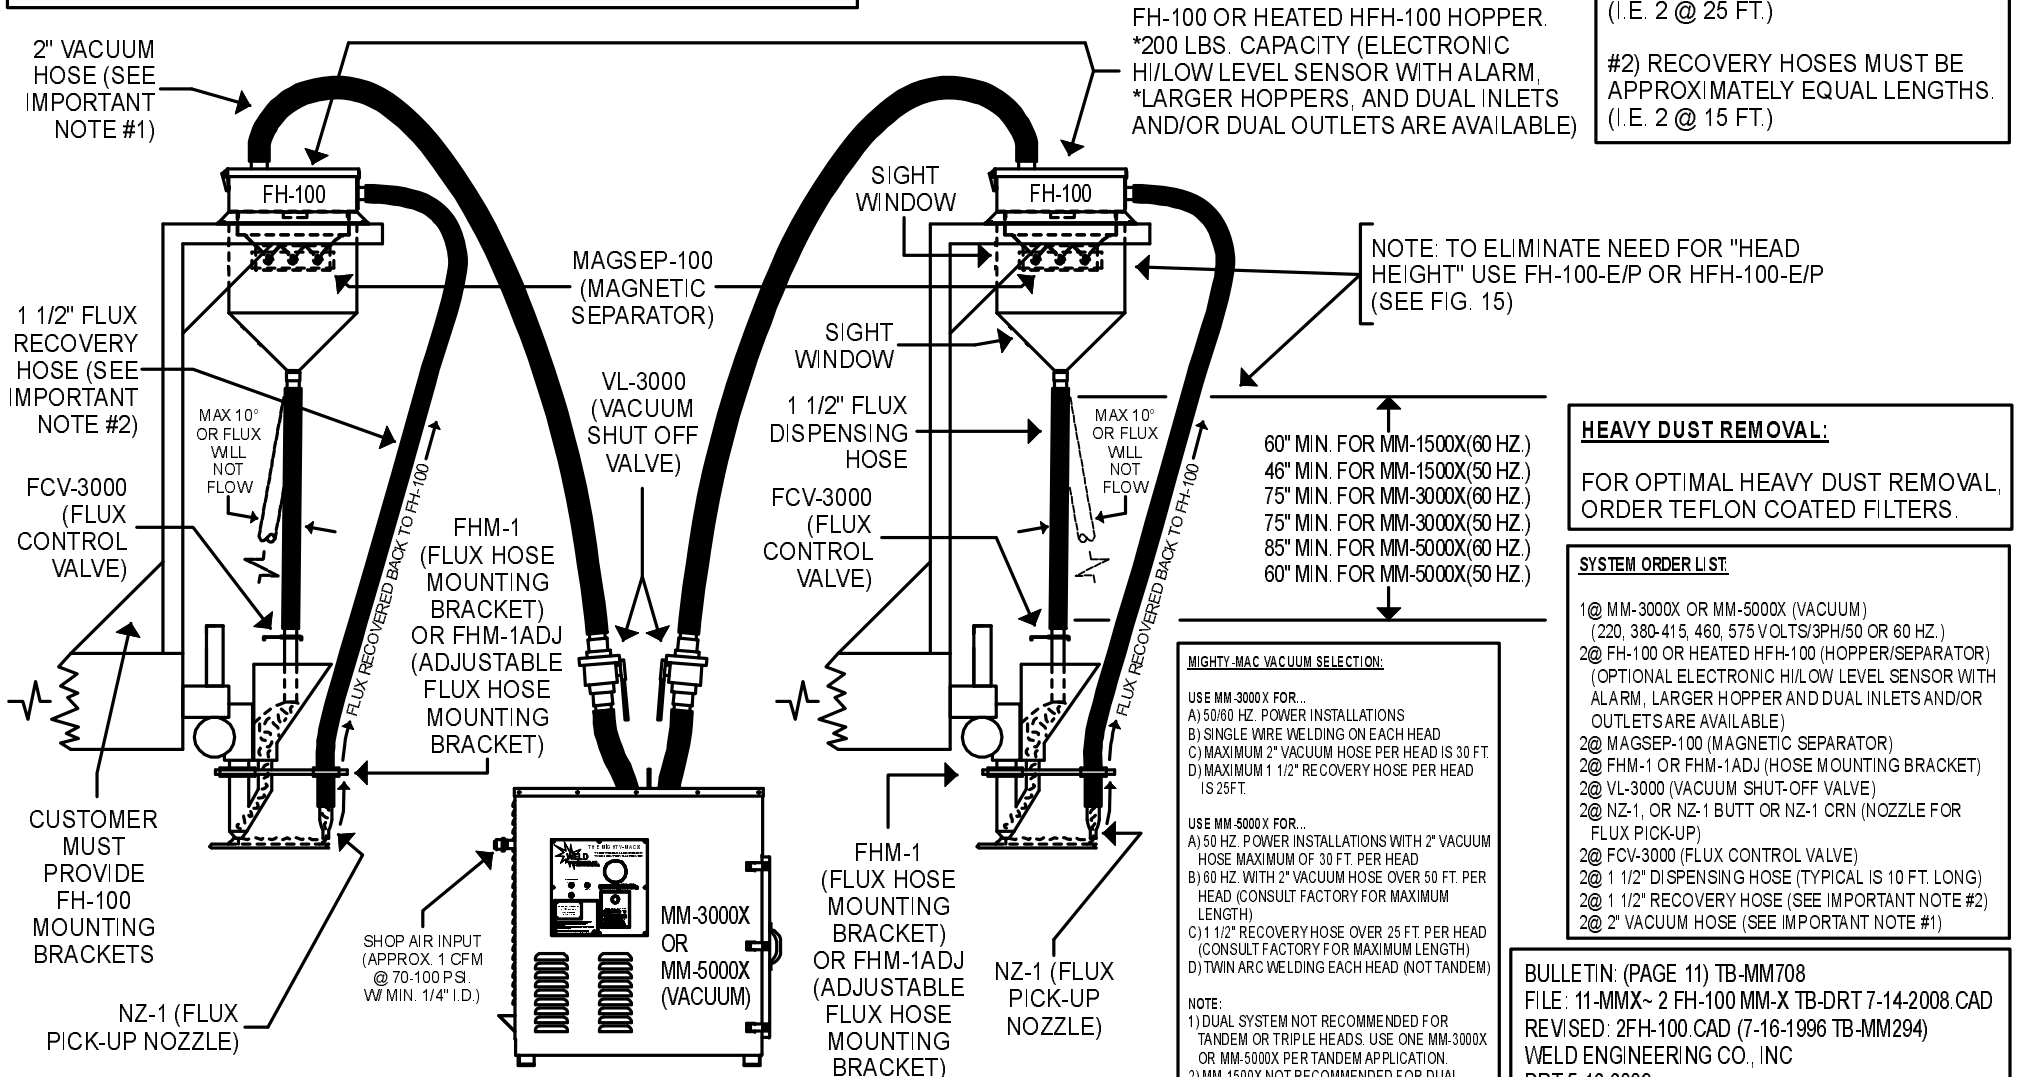 2" VACUUM
HOSE (SEE
IMPORTANT
NOTE #1)
FH-100 OR HEATED HFH-100 HOPPER.
*200 LBS. CAPACITY (ELECTRONIC
HI/LOW LEVEL SENSOR WITH ALARM,
*LARGER HOPPERS, AND DUAL INLETS
AND/OR DUAL OUTLETS ARE AVAILABLE)
(I.E. 2 @ 25 FT.)
#2) RECOVERY HOSES MUST BE
APPROXIMATELY EQUAL LENGTHS.
(I.E. 2 @ 15 FT.)
FH-100
SIGHT
WINDOW
FH-100
MAGSEP-100
(MAGNETIC
SEPARATOR)
NOTE: TO ELIMINATE NEED FOR "HEAD
HEIGHT" USE FH-100-E/P OR HFH-100-E/P
(SEE FIG. 15)
1 1/2" FLUX
RECOVERY
HOSE (SEE
IMPORTANT
NOTE #2)
SIGHT
WINDOW
VL-3000
(VACUUM
SHUT OFF
VALVE)
MAX 10°
OR FLUX
WILL
NOT
FLOW
1 1/2" FLUX
DISPENSING
HOSE
MAX 10°
OR FLUX
WILL
NOT
FLOW
60" MIN. FOR MM-1500X(60 HZ.)
46" MIN. FOR MM-1500X(50 HZ.)
75" MIN. FOR MM-3000X(60 HZ.)
75" MIN. FOR MM-3000X(50 HZ.)
85" MIN. FOR MM-5000X(60 HZ.)
60" MIN. FOR MM-5000X(50 HZ.)
HEAVY DUST REMOVAL:
FOR OPTIMAL HEAVY DUST REMOVAL,
ORDER TEFLON COATED FILTERS.
FCV-3000
(FLUX
CONTROL
VALVE)
FLUX RECOVERED BACK TO FH-100
FHM-1
(FLUX HOSE
MOUNTING
BRACKET)
OR FHM-1ADJ
(ADJUSTABLE
FLUX HOSE
MOUNTING
BRACKET)
FCV-3000
(FLUX
CONTROL
VALVE)
FLUX RECOVERED BACK TO FH-100
SYSTEM ORDER LIST:
1@ MM-3000X OR MM-5000X (VACUUM)
(220, 380-415, 460, 575 VOLTS/3PH/50 OR 60 HZ.)
2@ FH-100 OR HEATED HFH-100 (HOPPER/SEPARATOR)
(OPTIONAL ELECTRONIC HI/LOW LEVEL SENSOR WITH
ALARM, LARGER HOPPER AND DUAL INLETS AND/OR
OUTLETS ARE AVAILABLE)
2@ MAGSEP-100 (MAGNETIC SEPARATOR)
2@ FHM-1 OR FHM-1ADJ (HOSE MOUNTING BRACKET)
2@ VL-3000 (VACUUM SHUT-OFF VALVE)
2@ NZ-1, OR NZ-1 BUTT OR NZ-1 CRN (NOZZLE FOR
FLUX PICK-UP)
2@ FCV-3000 (FLUX CONTROL VALVE)
2@ 1 1/2" DISPENSING HOSE (TYPICAL IS 10 FT. LONG)
2@ 1 1/2" RECOVERY HOSE (SEE IMPORTANT NOTE #2)
2@ 2" VACUUM HOSE (SEE IMPORTANT NOTE #1)
MIGHTY-MAC VACUUM SELECTION:
USE MM-3000X FOR...
A) 50/60 HZ. POWER INSTALLATIONS
B) SINGLE WIRE WELDING ON EACH HEAD
C) MAXIMUM 2" VACUUM HOSE PER HEAD IS 30 FT.
D) MAXIMUM 1 1/2" RECOVERY HOSE PER HEAD
IS 25FT.
USE MM-5000X FOR...
A) 50 HZ. POWER INSTALLATIONS WITH 2" VACUUM
HOSE MAXIMUM OF 30 FT. PER HEAD
B) 60 HZ. WITH 2" VACUUM HOSE OVER 50 FT. PER
HEAD (CONSULT FACTORY FOR MAXIMUM
LENGTH)
C) 1 1/2" RECOVERY HOSE OVER 25 FT. PER HEAD
(CONSULT FACTORY FOR MAXIMUM LENGTH)
D) TWIN ARC WELDING EACH HEAD (NOT TANDEM)
NOTE:
1) DUAL SYSTEM NOT RECOMMENDED FOR
TANDEM OR TRIPLE HEADS. USE ONE MM-3000X
OR MM-5000X PER TANDEM APPLICATION.
2) MM-1500X NOT RECOMMENDED FOR DUAL
CUSTOMER
MUST
PROVIDE
FH-100
MOUNTING
BRACKETS
NZ-1 (FLUX
PICK-UP NOZZLE)
SHOP AIR INPUT
(APPROX. 1 CFM
@ 70-100 PSI.
W/ MIN. 1/4" I.D.)
THE MIGHTY-MACX
WELD
MM-3000X
OR
MM-5000X
(VACUUM)
FHM-1
(FLUX HOSE
MOUNTING
BRACKET)
OR FHM-1ADJ
(ADJUSTABLE
FLUX HOSE
MOUNTING
BRACKET)
NZ-1 (FLUX
PICK-UP
NOZZLE)
BULLETIN: (PAGE 11) TB-MM708
FILE: 11-MMX~ 2 FH-100 MM-X TB-DRT 7-14-2008.CAD
REVISED: 2FH-100.CAD (7-16-1996 TB-MM294)
WELD ENGINEERING CO., INC